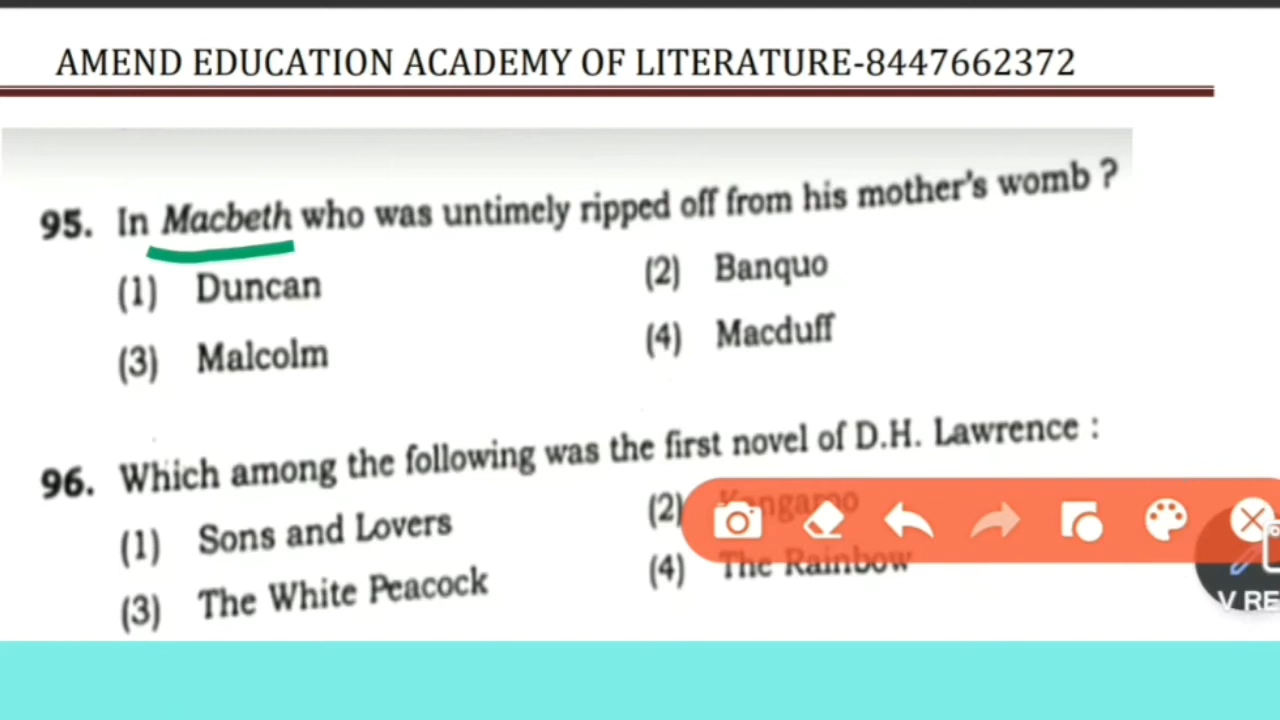 AMEND EDUCATION ACADEMY OF LITERATURE-8447662372
95. In Macbeth who was untimely ripped off from his mother's womb ?
(1) Duncan (2) Banquo
(3) Malcolm (4) Macduff
96. Which among the following was the first novel of D.H. Lawrence :
(1) Sons and Lovers (2) Kangaroo
(3) The White Peacock (4) The Rainbow
V RE